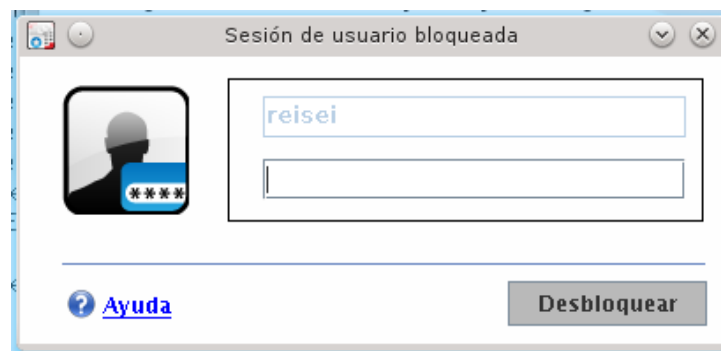 Sesión de usuario bloqueada
reisei
****
Ayuda
Desbloquear